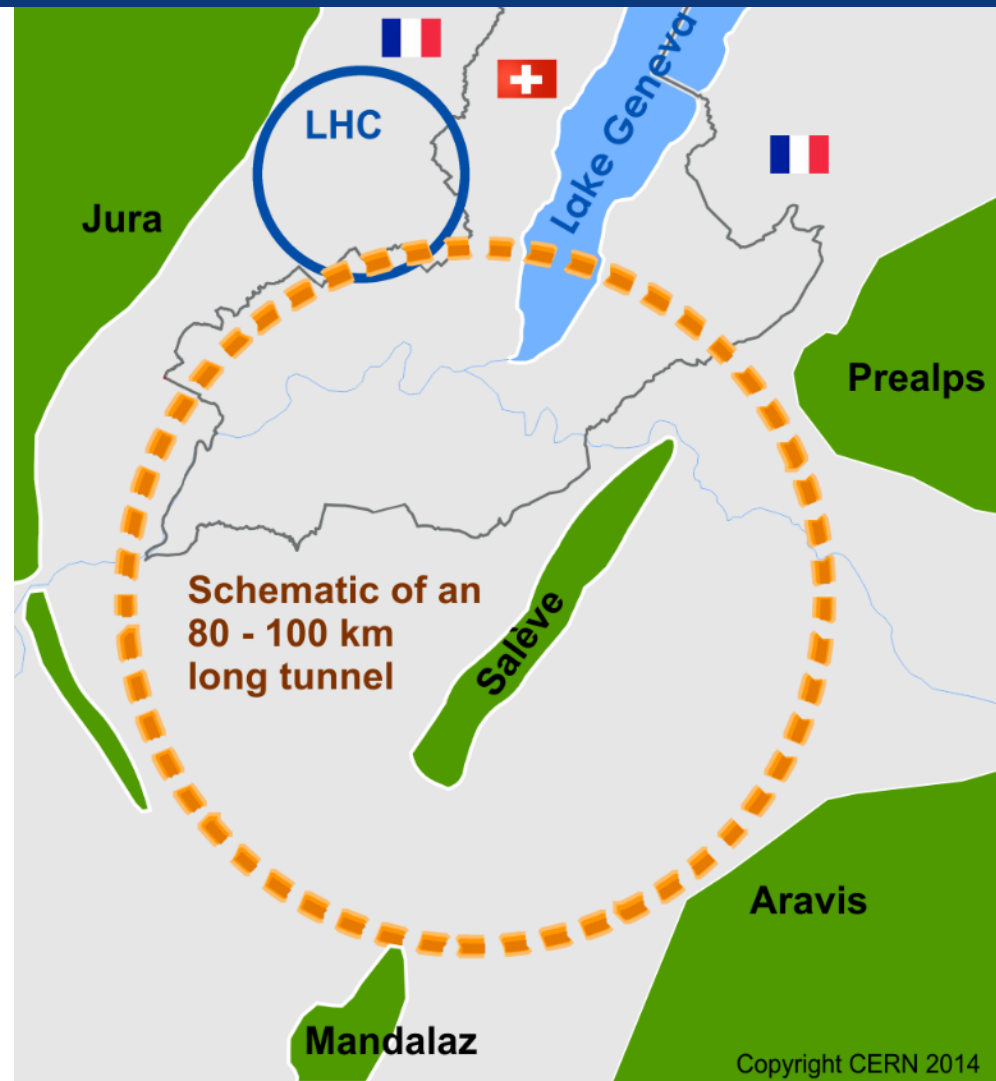 LHC
Lake Geneva
Jura
Prealps
Schematic of an
80 - 100 km
long tunnel
Salève
Aravis
Mandalaz
Copyright CERN 2014